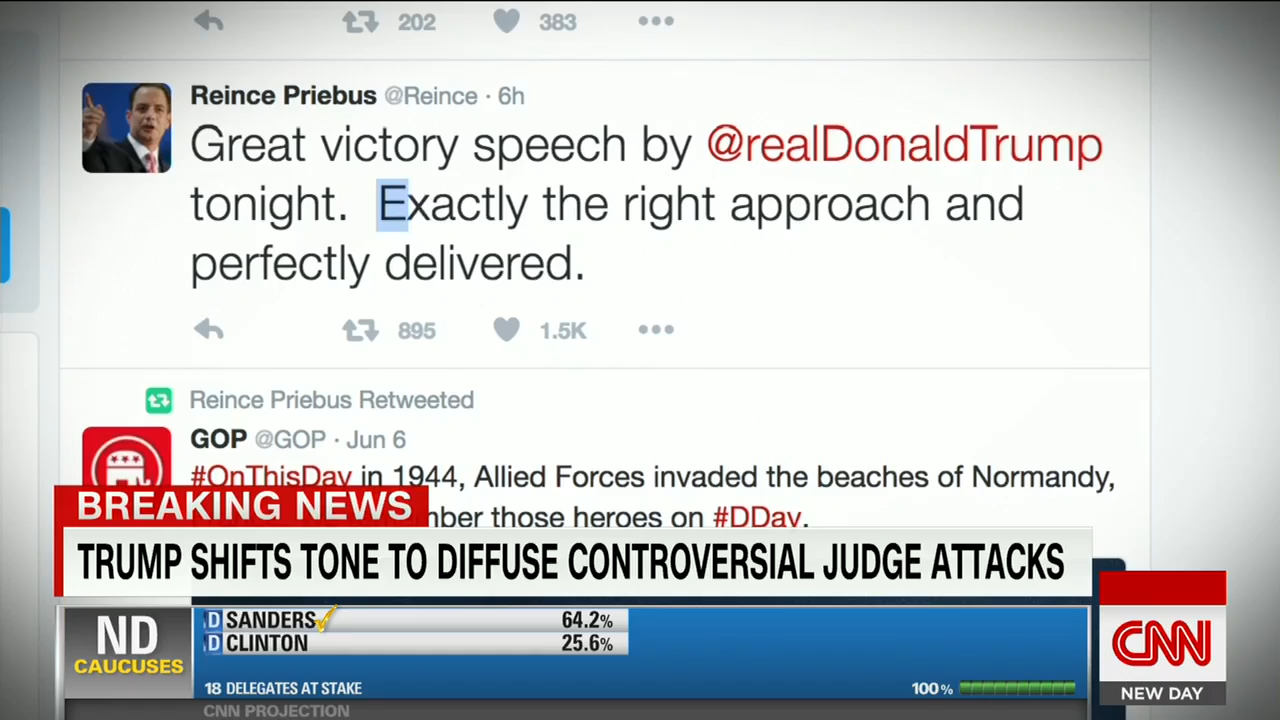 202 383
Reince Priebus @Reince · 6h
Great victory speech by @realDonaldTrump
tonight. Exactly the right approach and
perfectly delivered.
895 1.5K
Reince Priebus Retweeted
GOP @GOP · Jun 6
#OnThisDay in 1944, Allied Forces invaded the beaches of Normandy,
those heroes on #DDay.
BREAKING NEWS
TRUMP SHIFTS TONE TO DIFFUSE CONTROVERSIAL JUDGE ATTACKS
ND
CAUCUSES
D SANDERS 64.2%
D CLINTON 25.6%
18 DELEGATES AT STAKE 100%
CNN PROJECTION
CNN
NEW DAY